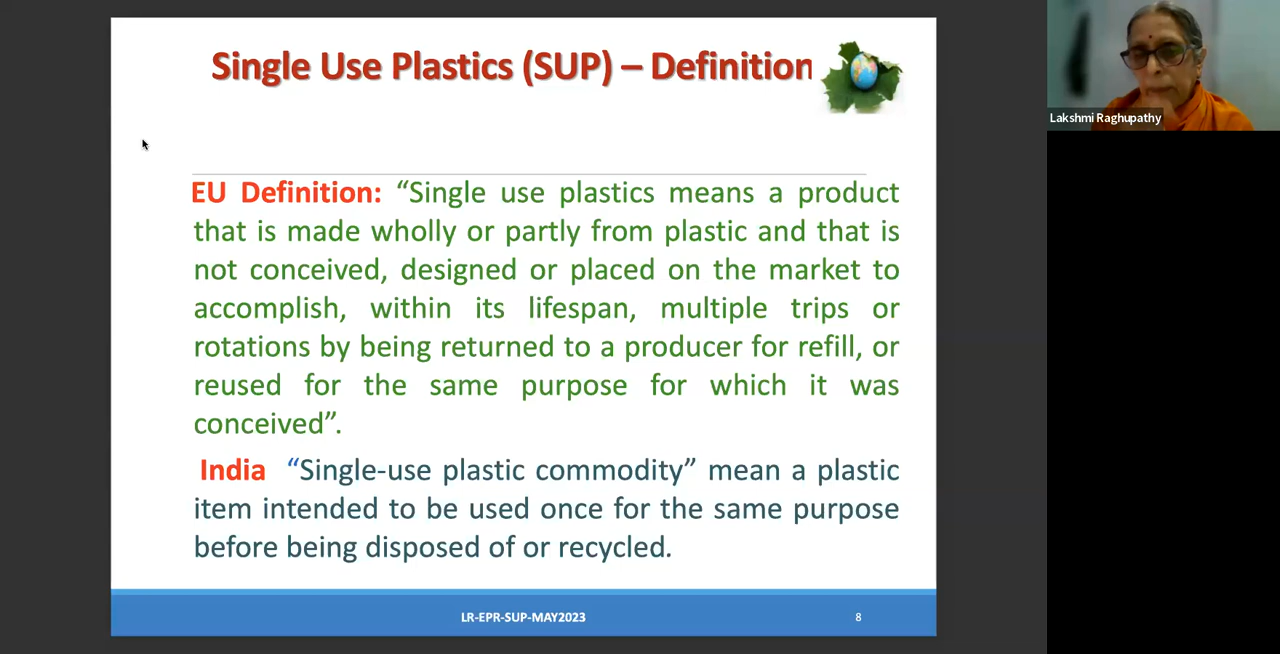 Single Use Plastics (SUP) – Definition
Lakshmi Raghupathy
EU Definition: “Single use plastics means a product
that is made wholly or partly from plastic and that is
not conceived, designed or placed on the market to
accomplish, within its lifespan, multiple trips or
rotations by being returned to a producer for refill, or
reused for the same purpose for which it was
conceived”.
India “Single-use plastic commodity” mean a plastic
item intended to be used once for the same purpose
before being disposed of or recycled.
LR-EPR-SUP-MAY2023
8